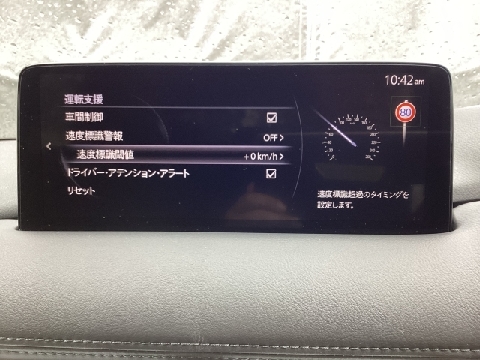 10:42 am
運転支援
車間制御
速度標識警報 OFF >
速度標識閾値 +0 km/h >
ドライバー・アテンション・アラート
リセット
80
速度標識超過のタイミングを
設定します。